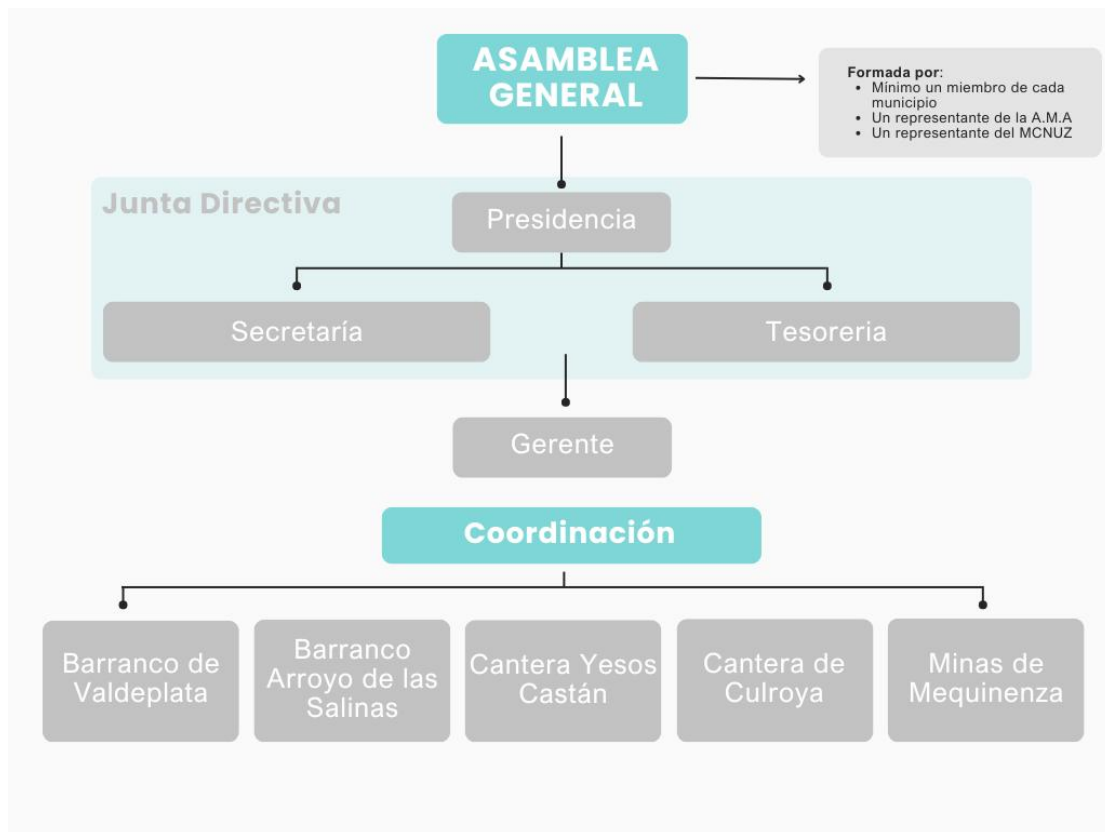 ASAMBLEA
GENERAL
Formada por:
• Mínimo un miembro de cada
municipio
• Un representante de la A.M.A
• Un representante del MCNUZ
Junta Directiva
Presidencia
Secretaría
Tesoreria
Gerente
Coordinación
Barranco de
Valdeplata
Barranco
Arroyo de las
Salinas
Cantera Yesos
Castán
Cantera de
Culroya
Minas de
Mequinenza